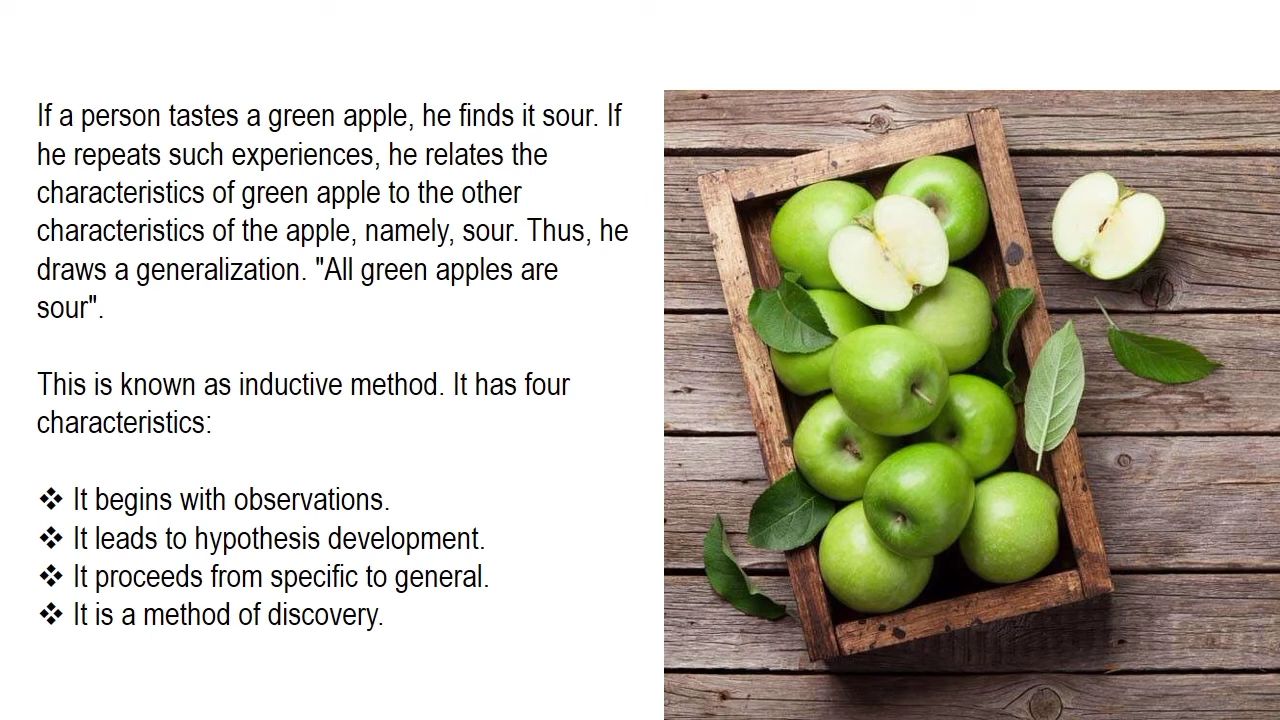 If a person tastes a green apple, he finds it sour. If
he repeats such experiences, he relates the
characteristics of green apple to the other
characteristics of the apple, namely, sour. Thus, he
draws a generalization. "All green apples are
sour".
This is known as inductive method. It has four
characteristics:
❖ It begins with observations.
❖ It leads to hypothesis development.
❖ It proceeds from specific to general.
❖ It is a method of discovery.